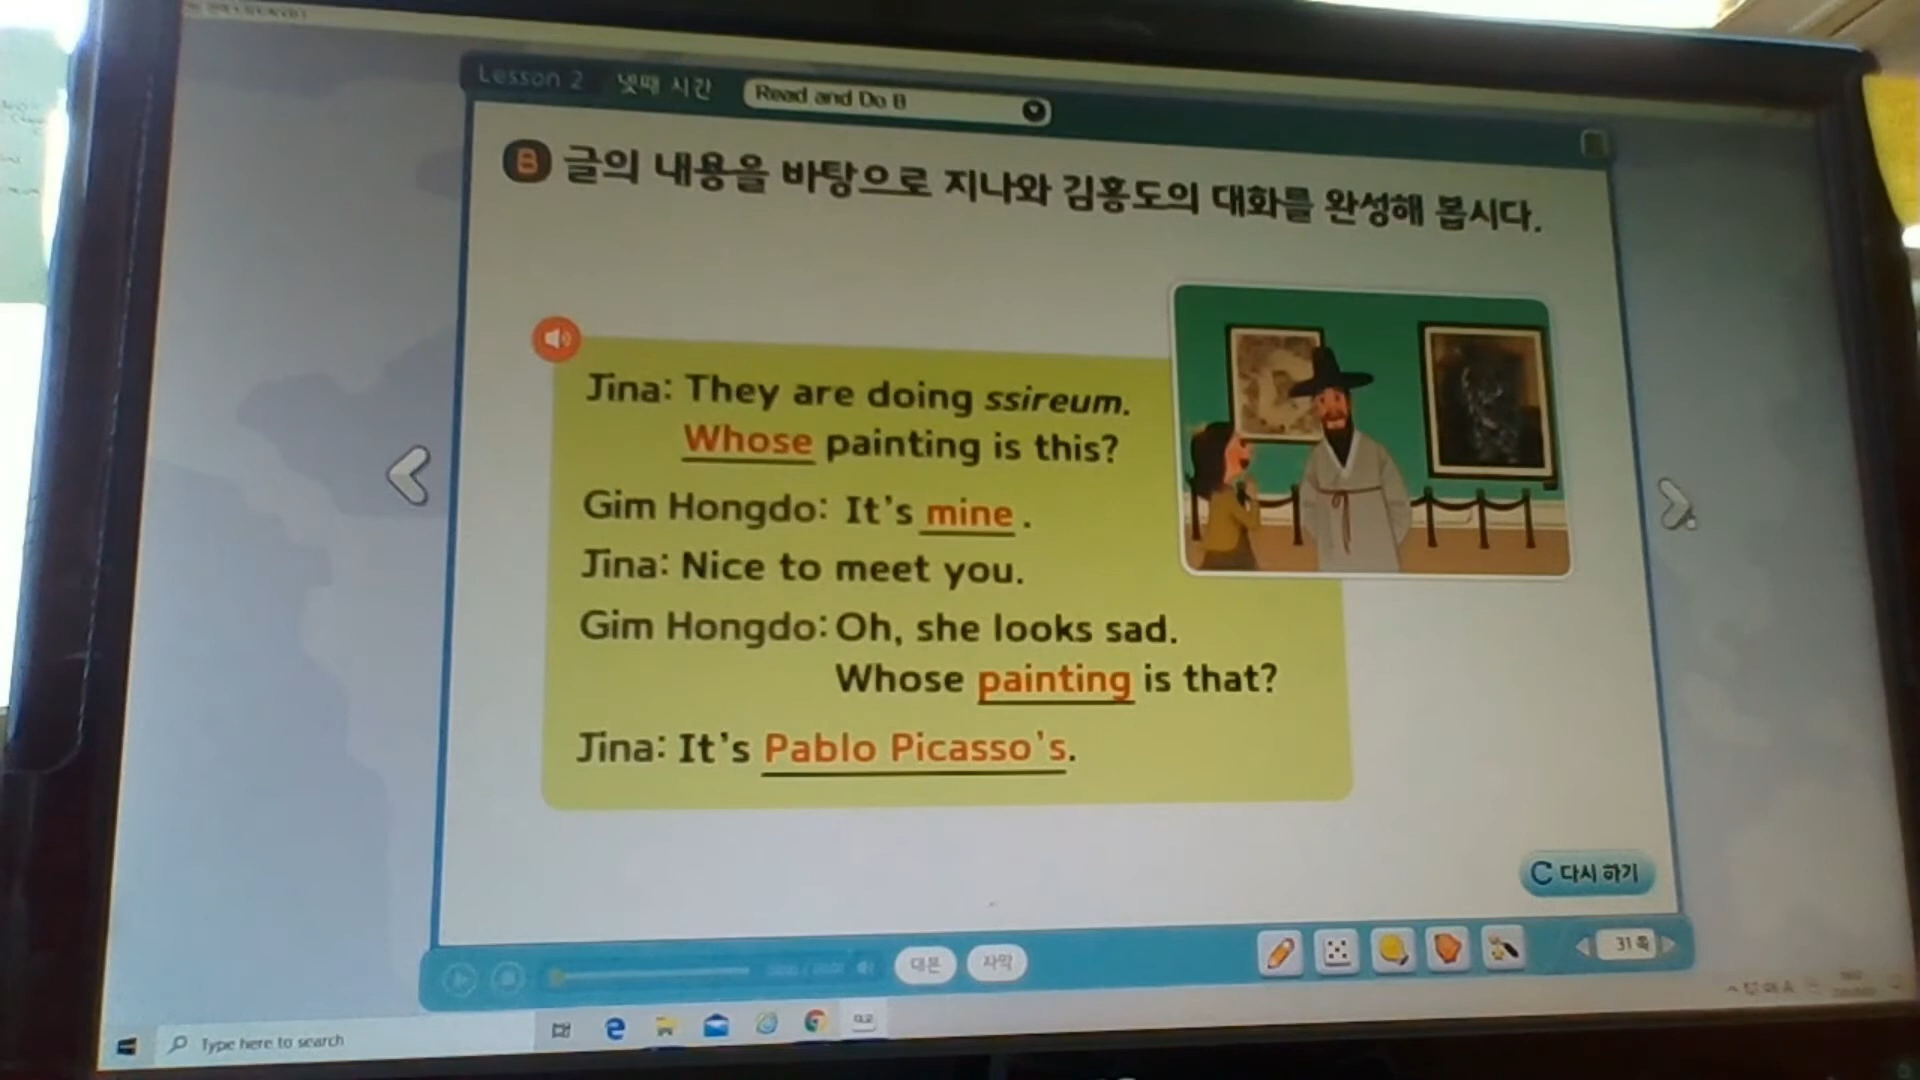 Lesson 2 넷째 시간 Read and Do B
B 글의 내용을 바탕으로 지나와 김홍도의 대화를 완성해 봅시다.
Jina: They are doing ssireum.
Whose painting is this?
Gim Hongdo: It's mine.
Jina: Nice to meet you.
Gim Hongdo: Oh, she looks sad.
Whose painting is that?
Jina: It's Pablo Picasso's.
다시 하기
대본 자막 31쪽
Type here to search